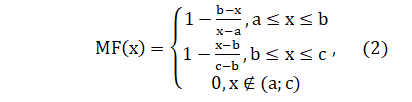 MF(x) = { 1 − (b−x)/(x−a), a ≤ x ≤ b
1 − (x−b)/(c−b), b ≤ x ≤ c , (2)
0, x ∉ (a; c)